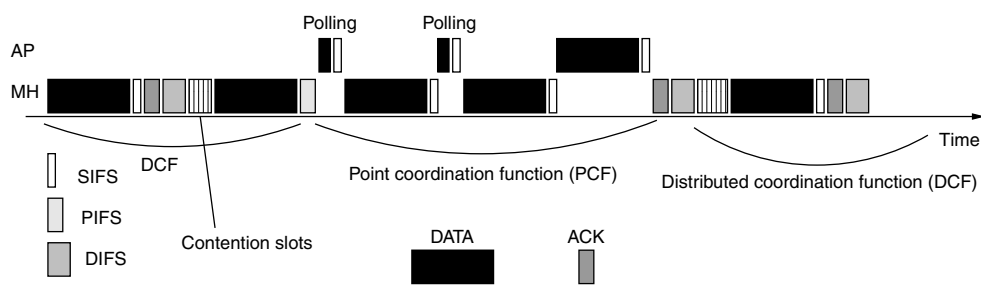 Polling
Polling
AP
MH
Time
DCF
Point coordination function (PCF)
Distributed coordination function (DCF)
SIFS
PIFS
DIFS
Contention slots
DATA
ACK